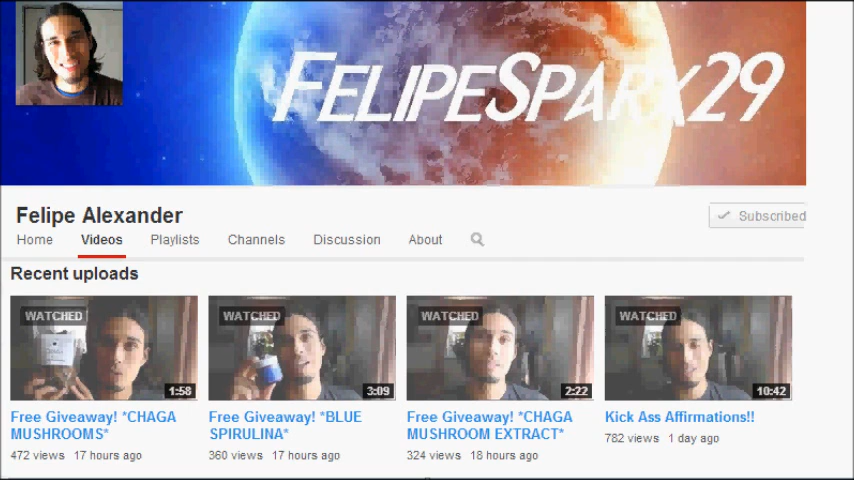 FELIPESPARX29
Felipe Alexander
Subscribed
Home Videos Playlists Channels Discussion About
Recent uploads
WATCHED WATCHED WATCHED WATCHED
1:58 3:09 2:22 10:42
Free Giveaway! *CHAGA Free Giveaway! *BLUE Free Giveaway! *CHAGA Kick Ass Affirmations!!
MUSHROOMS* SPIRULINA* MUSHROOM EXTRACT* 782 views 1 day ago
472 views 17 hours ago 360 views 17 hours ago 324 views 18 hours ago